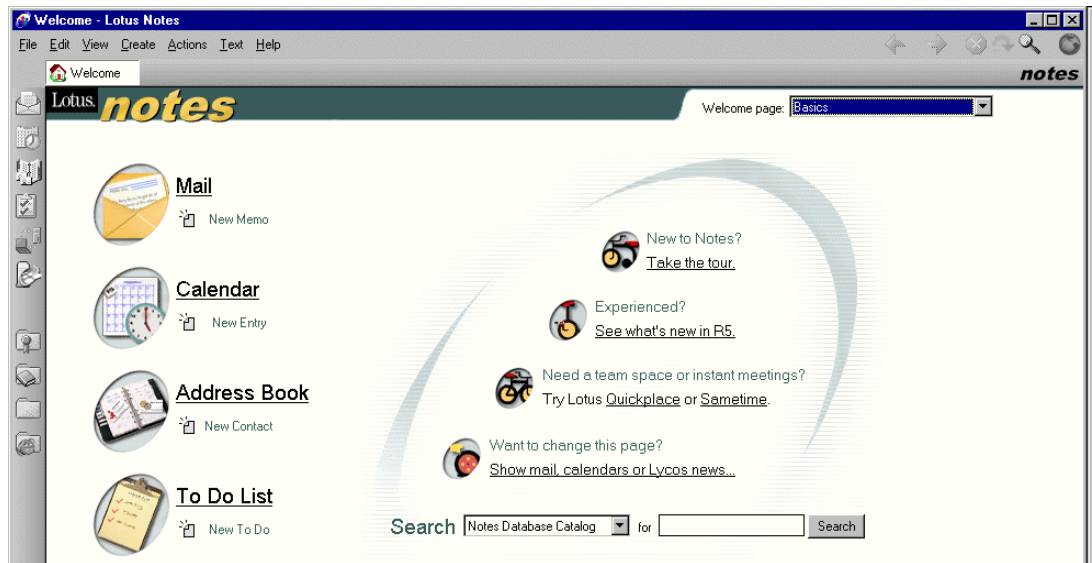 Welcome - Lotus Notes
File Edit View Create Actions Text Help
Welcome
notes
Lotus. notes
Welcome page: Basics
Mail
New Memo
Calendar
New Entry
Address Book
New Contact
To Do List
New To Do
New to Notes?
Take the tour.
Experienced?
See what's new in R5.
Need a team space or instant meetings?
Try Lotus Quickplace or Sametime.
Want to change this page?
Show mail, calendars or Lycos news...
Search Notes Database Catalog for Search